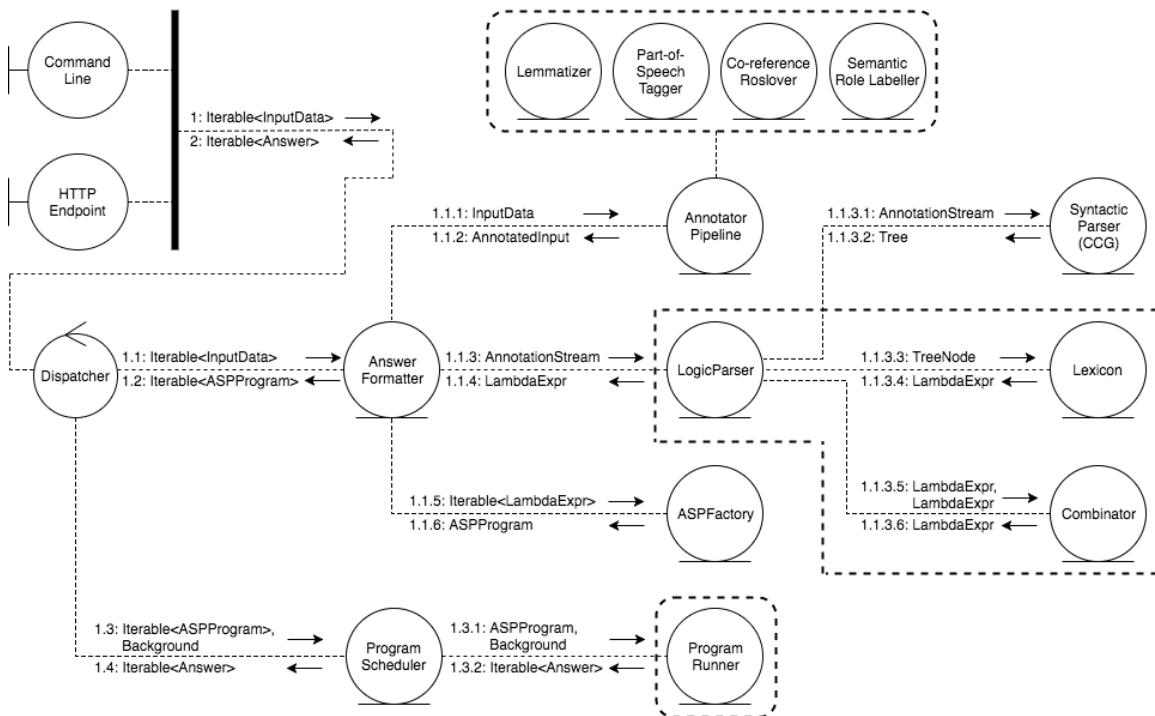 Command
Line
HTTP
Endpoint
1: Iterable<InputData>
2: Iterable<Answer>
Lemmatizer
Part-of-
Speech
Tagger
Co-reference
Roslover
Semantic
Role Labeller
1.1.1: InputData
1.1.2: AnnotatedInput
Annotator
Pipeline
1.1.3.1: AnnotationStream
1.1.3.2: Tree
Syntactic
Parser
(CCG)
Dispatcher
1.1: Iterable<InputData>
1.2: Iterable<ASPProgram>
Answer
Formatter
1.1.3: AnnotationStream
1.1.4: LambdaExpr
LogicParser
1.1.3.3: TreeNode
1.1.3.4: LambdaExpr
Lexicon
1.1.5: Iterable<LambdaExpr>
1.1.6: ASPProgram
ASPFactory
1.1.3.5: LambdaExpr,
LambdaExpr
1.1.3.6: LambdaExpr
Combinator
1.3: Iterable<ASPProgram>,
Background
1.4: Iterable<Answer>
Program
Scheduler
1.3.1: ASPProgram,
Background
1.3.2: Iterable<Answer>
Program
Runner